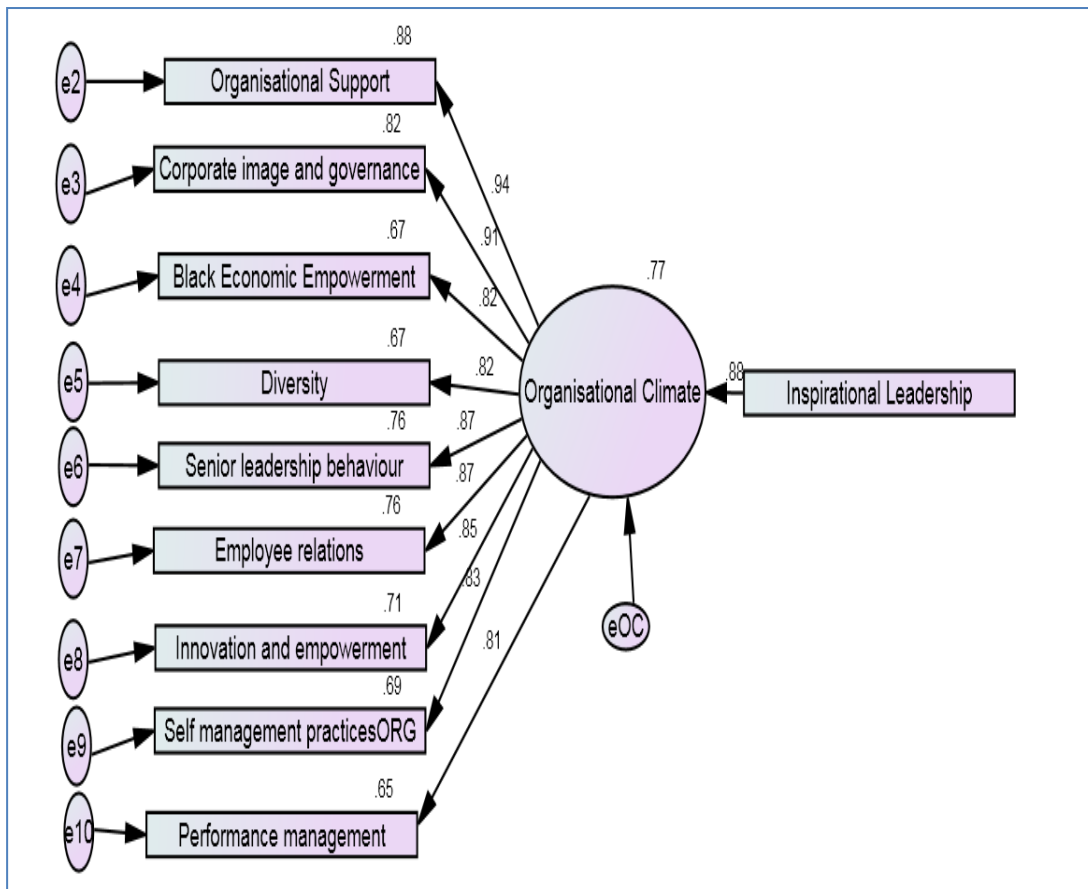 .88
e2
Organisational Support
.82
e3
Corporate image and governance
.94
.67
.91
e4
Black Economic Empowerment
.77
.82
.67
e5
Diversity
.82
Organisational Climate
.88
Inspirational Leadership
.76
.87
e6
Senior leadership behaviour
.87
.76
e7
Employee relations
.85
.83
.71
e8
Innovation and empowerment
eOC
.81
.69
e9
Self management practicesORG
.65
e10
Performance management